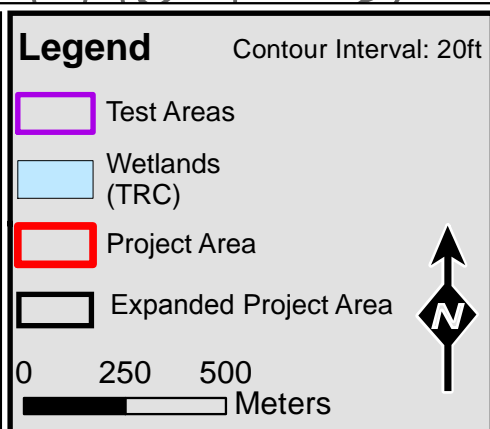 Legend
Contour Interval: 20ft
Test Areas
Wetlands
(TRC)
Project Area
Expanded Project Area
N
0 250 500
Meters